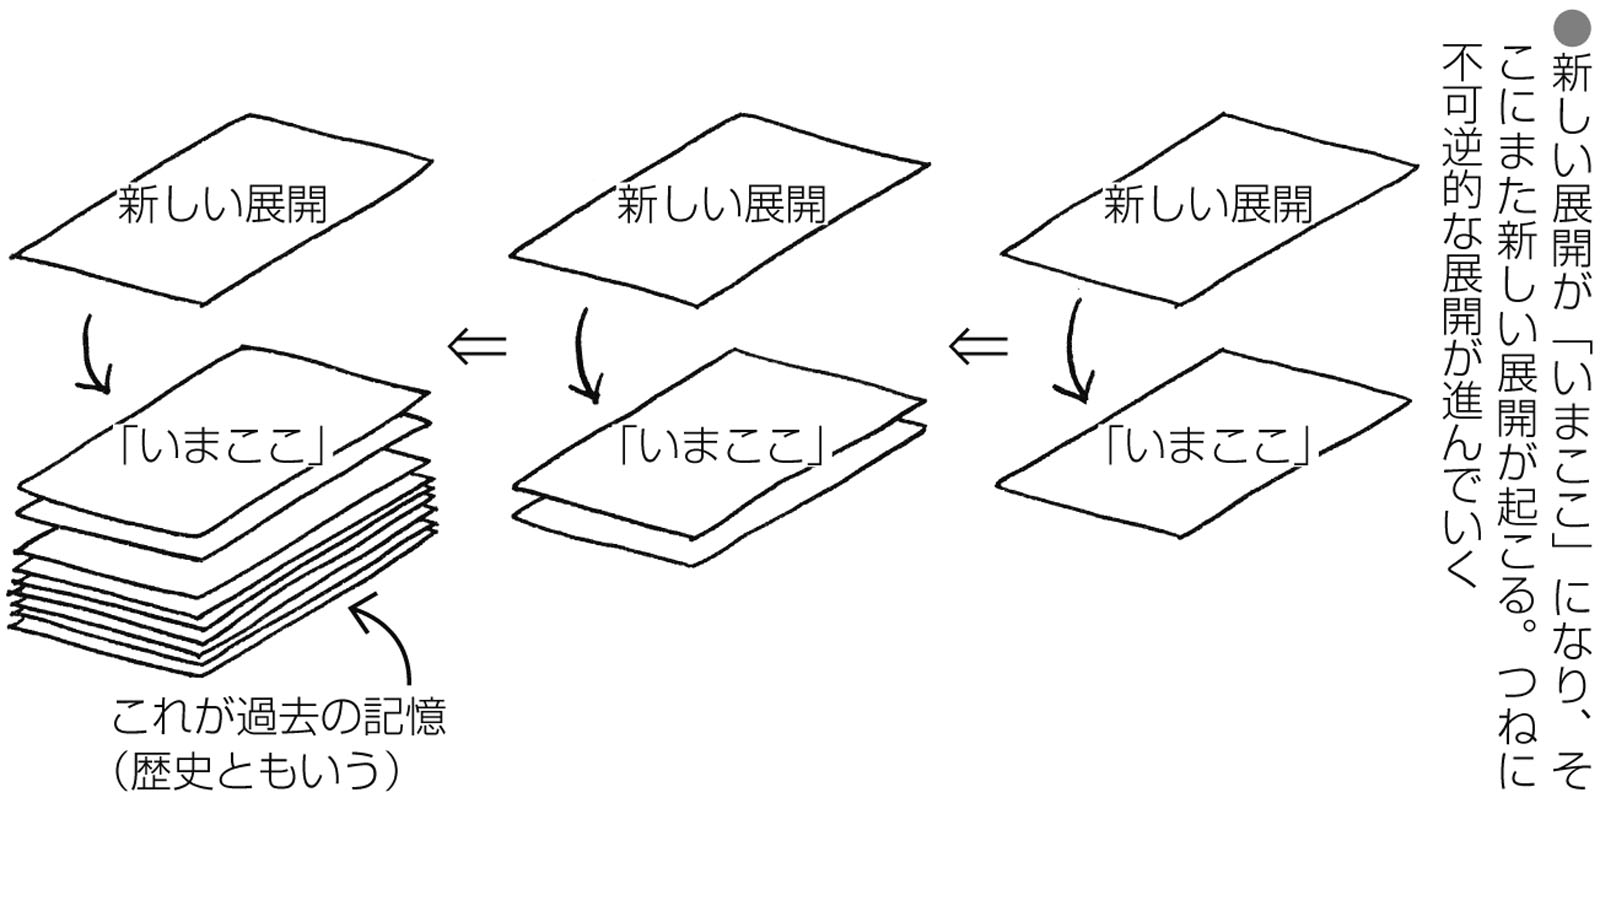 ●新しい展開が「いまここ」になり、そ
こにまた新しい展開が起こる。つねに
不可逆的な展開が進んでいく
新しい展開
「いまここ」
新しい展開
「いまここ」
新しい展開
「いまここ」
これが過去の記憶
（歴史ともいう）